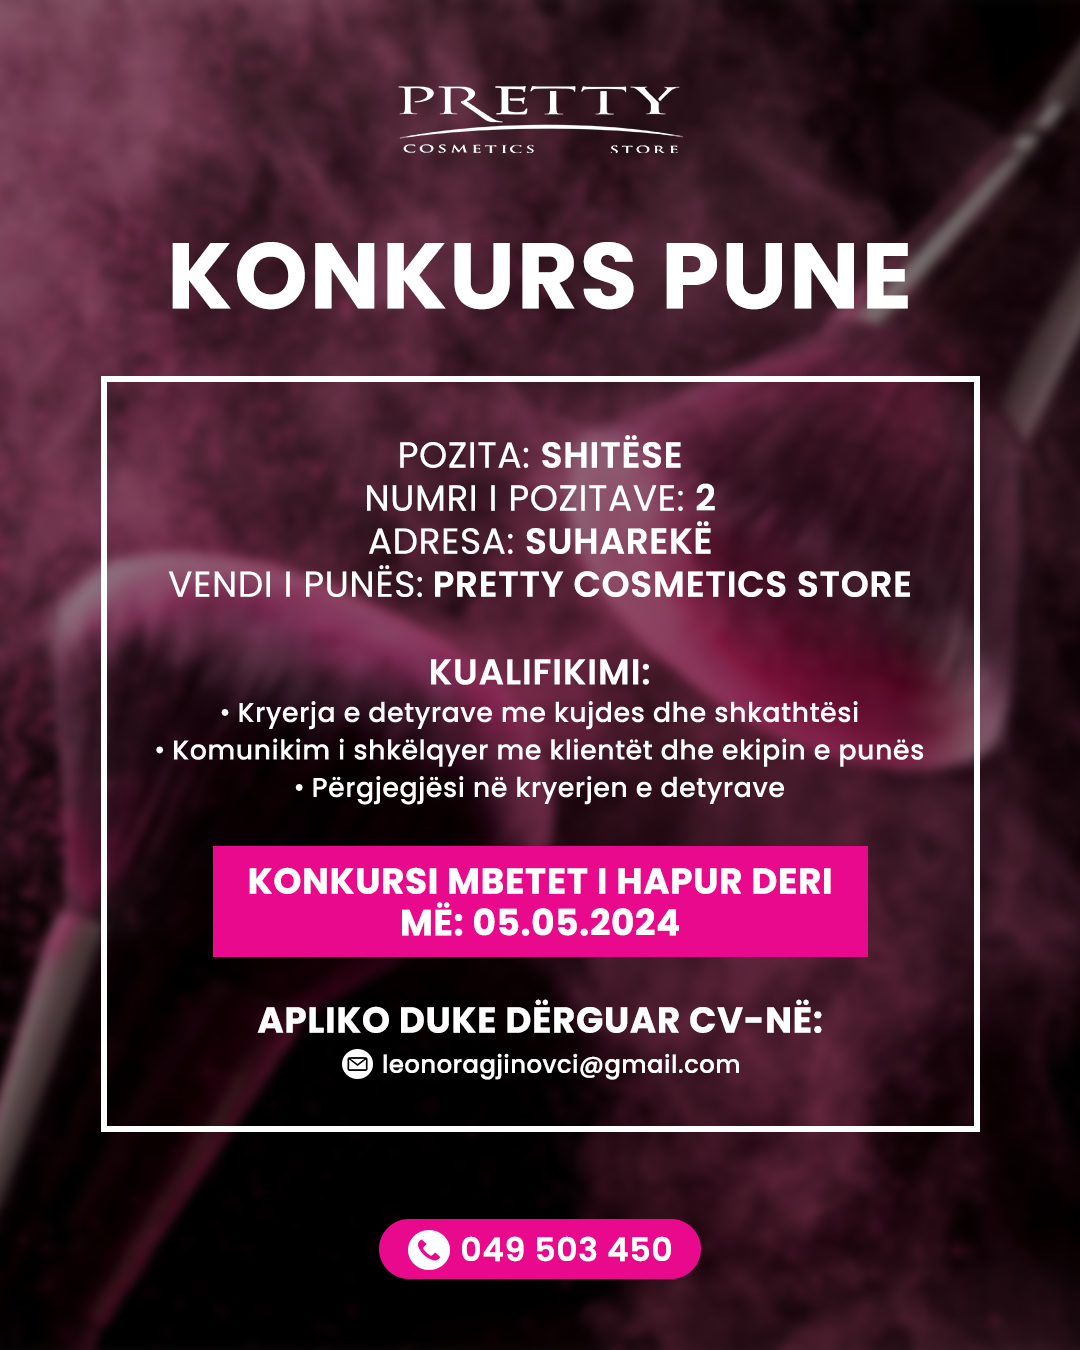 PRETTY
COSMETICS STORE
KONKURS PUNE
POZITA: SHITËSE
NUMRI I POZITAVE: 2
ADRESA: SUHAREKË
VENDI I PUNËS: PRETTY COSMETICS STORE
KUALIFIKIMI:
• Kryerja e detyrave me kujdes dhe shkathtësi
• Komunikim i shkëlqyer me klientët dhe ekipin e punës
• Përgjegjësi në kryerjen e detyrave
KONKURSI MBETET I HAPUR DERI
MË: 05.05.2024
APLIKO DUKE DËRGUAR CV-NË:
leonoragjinovci@gmail.com
049 503 450